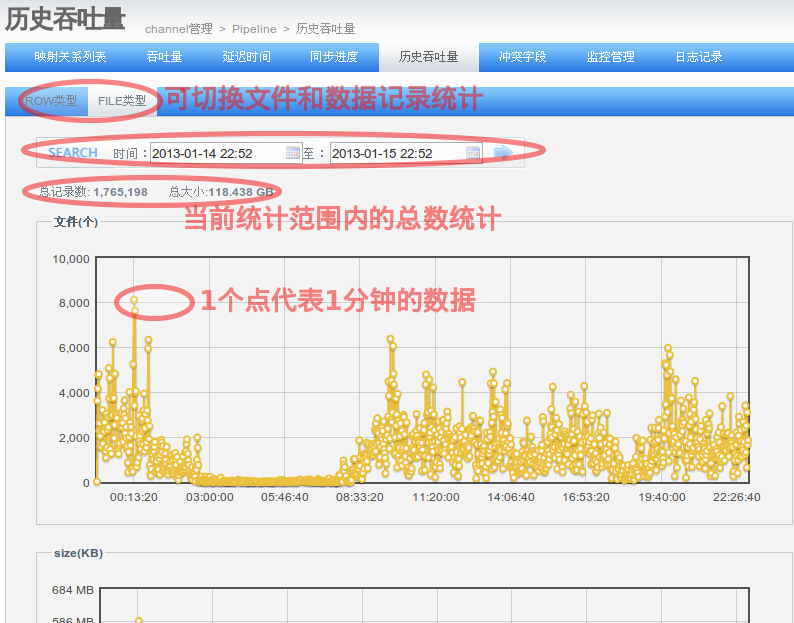 历史吞吐量
channel管理 > Pipeline > 历史吞吐量
映射关系列表 吞吐量 延迟时间 同步进度 历史吞吐量 冲突字段 监控管理 日志记录
ROW类型 FILE类型 可切换文件和数据记录统计
SEARCH 时间： 2013-01-14 22:52 至： 2013-01-15 22:52
总记录数: 1,765,198 总大小:118.438 GB
当前统计范围内的总数统计
文件(个)
10,000
8,000
1个点代表1分钟的数据
6,000
4,000
2,000
0
00:13:20 03:00:00 05:46:40 08:33:20 11:20:00 14:06:40 16:53:20 19:40:00 22:26:40
size(KB)
684 MB
586 MB